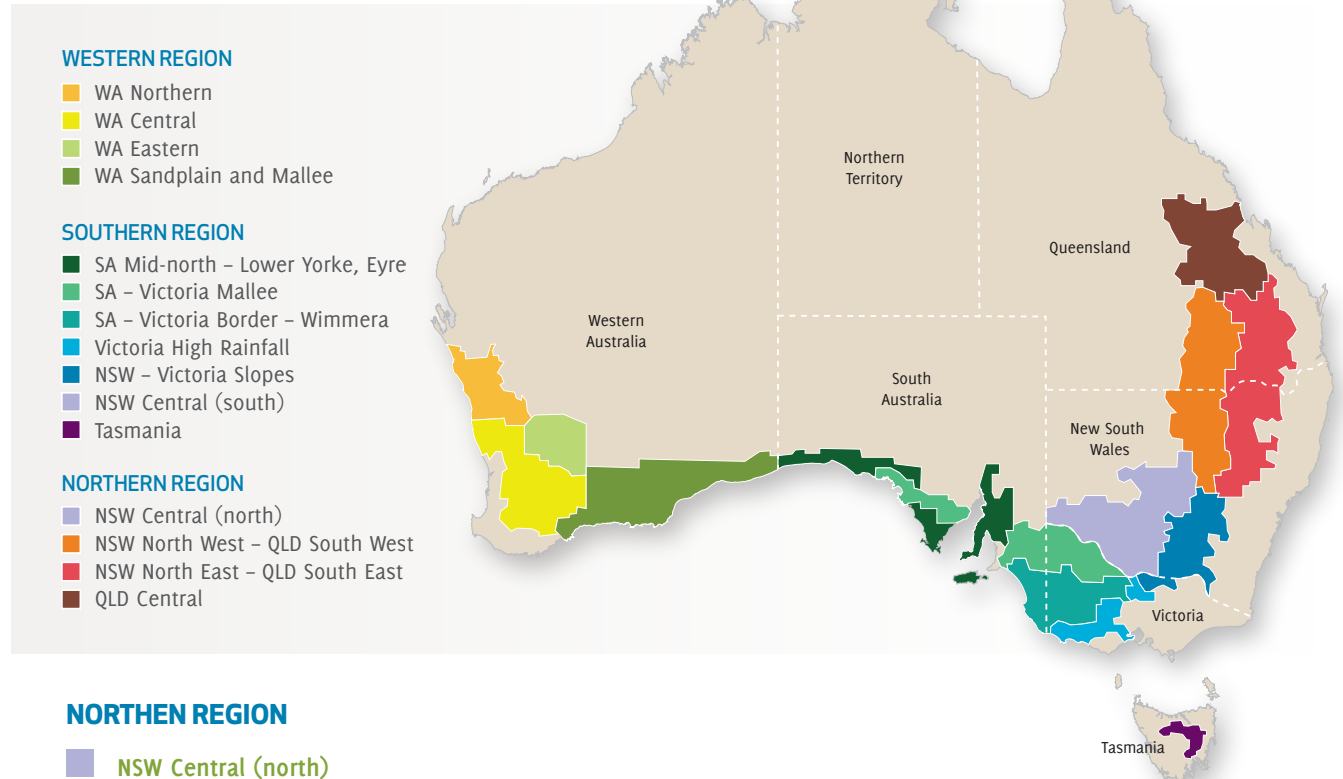 WESTERN REGION
WA Northern
WA Central
WA Eastern
WA Sandplain and Mallee
SOUTHERN REGION
SA Mid-north – Lower Yorke, Eyre
SA – Victoria Mallee
SA – Victoria Border – Wimmera
Victoria High Rainfall
NSW – Victoria Slopes
NSW Central (south)
Tasmania
NORTHERN REGION
NSW Central (north)
NSW North West – QLD South West
NSW North East – QLD South East
QLD Central
Northern
Territory
Queensland
Western
Australia
South
Australia
New South
Wales
Victoria
Tasmania
NORTHEN REGION
NSW Central (north)